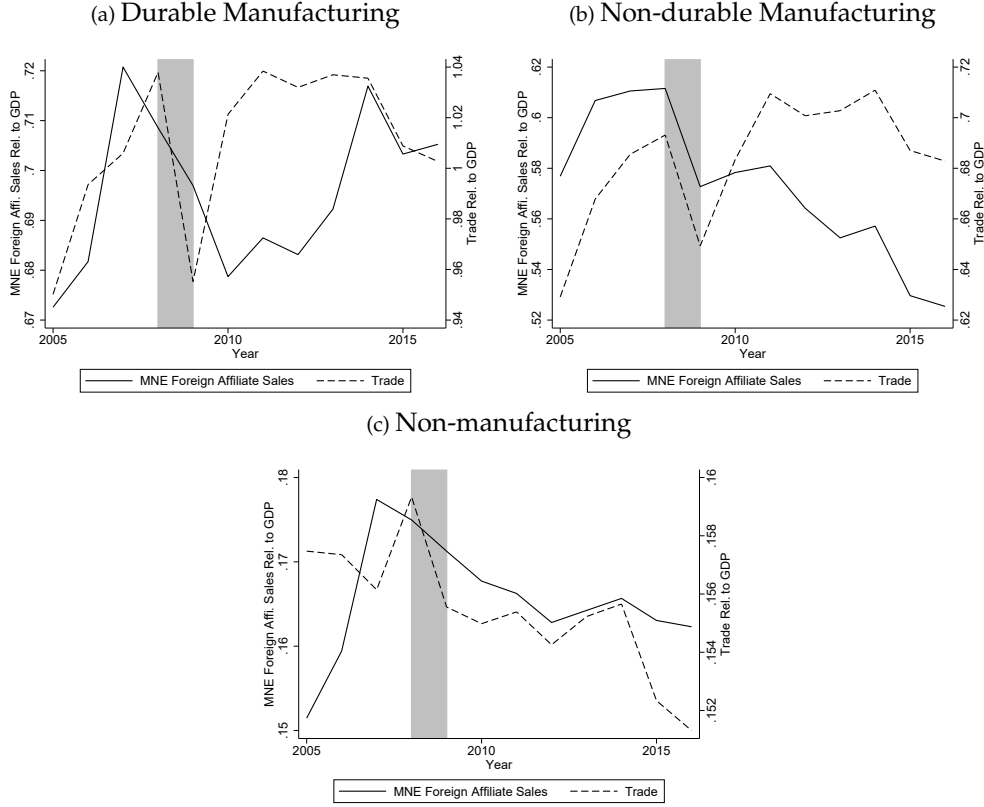 (a) Durable Manufacturing
MNE Foreign Affi. Sales Rel. to GDP
.67 .68 .69 .7 .71 .72
Trade Rel. to GDP
.94 .96 .98 1 1.02 1.04
2005 2010 2015
Year
MNE Foreign Affiliate Sales Trade
(b) Non-durable Manufacturing
MNE Foreign Affi. Sales Rel. to GDP
.52 .54 .56 .58 .6 .62
Trade Rel. to GDP
.62 .64 .66 .68 .7 .72
2005 2010 2015
Year
MNE Foreign Affiliate Sales Trade
(c) Non-manufacturing
MNE Foreign Affi. Sales Rel. to GDP
.15 .16 .17 .18
Trade Rel. to GDP
.152 .154 .156 .158 .16
2005 2010 2015
Year
MNE Foreign Affiliate Sales Trade